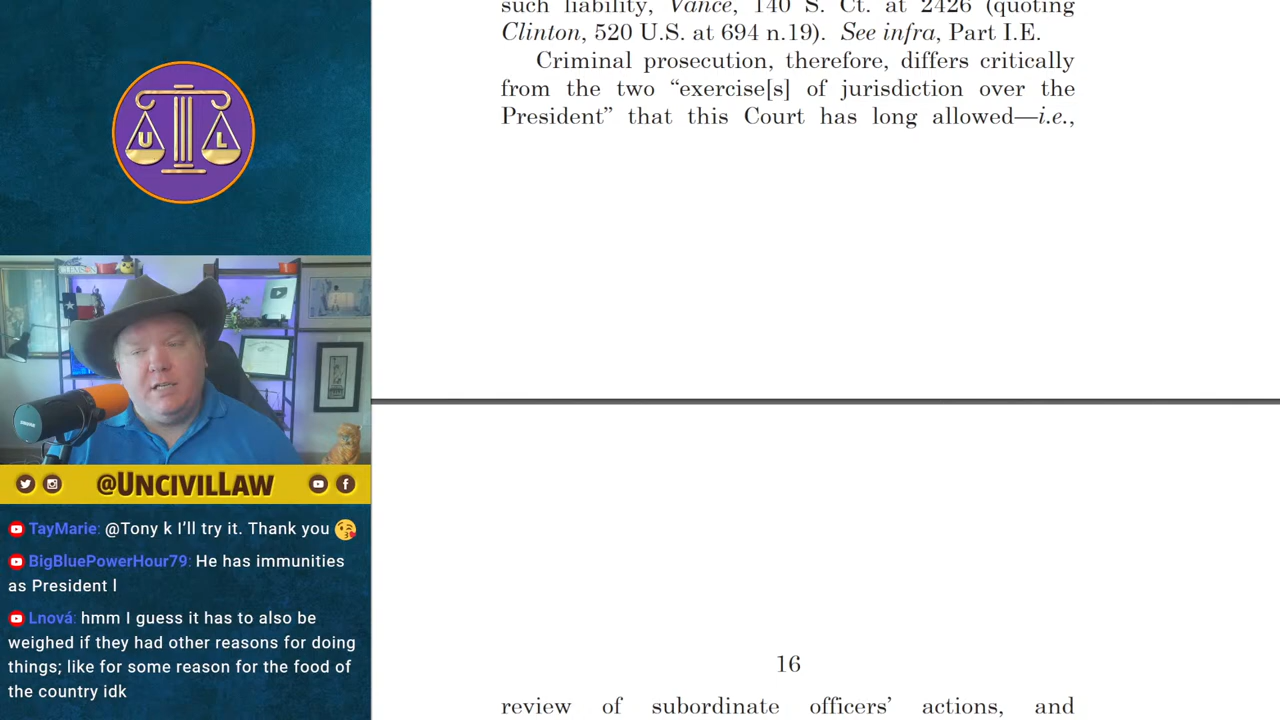 such liability, Vance, 140 S. Ct. at 2426 (quoting
Clinton, 520 U.S. at 694 n.19). See infra, Part I.E.
Criminal prosecution, therefore, differs critically
from the two “exercise[s] of jurisdiction over the
President” that this Court has long allowed—i.e.,
16
review of subordinate officers’ actions, and
U L
@UNCIVILLAW
TayMarie: @Tony k I’ll try it. Thank you 😘
BigBluePowerHour79: He has immunities
as President l
Lnová: hmm I guess it has to also be
weighed if they had other reasons for doing
things; like for some reason for the food of
the country idk